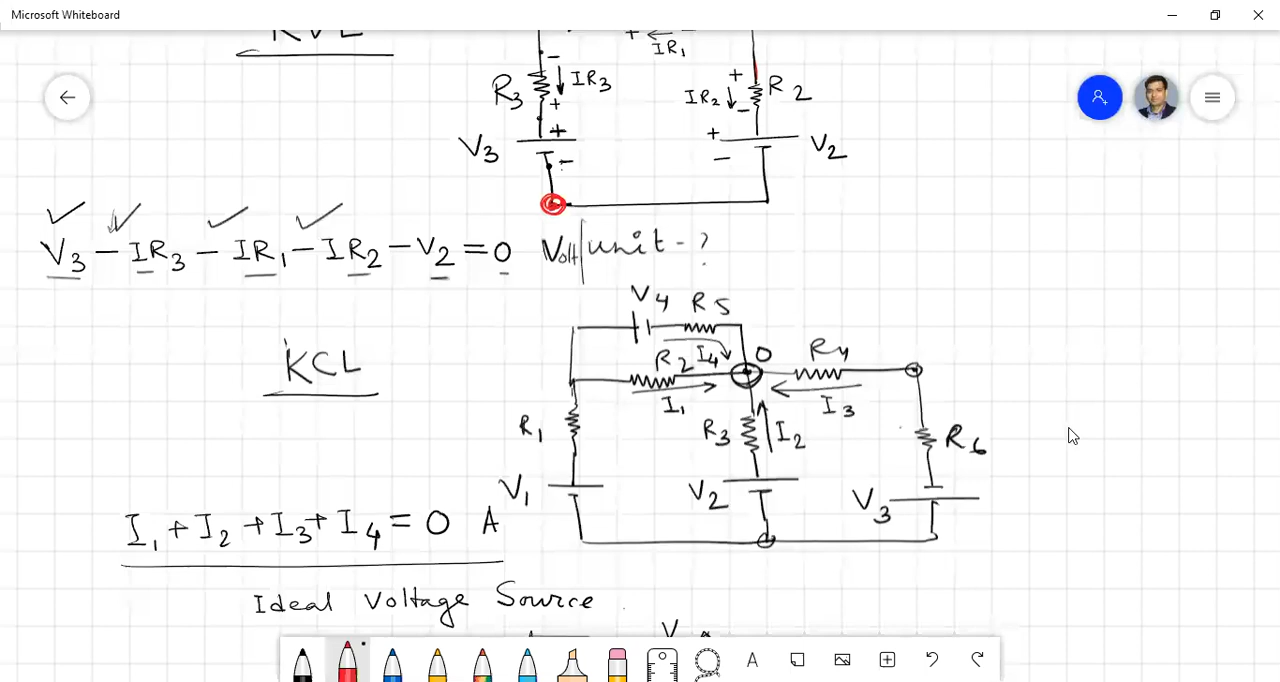 Microsoft Whiteboard
KVL
IR1
R3 IR3
IR2 R2
V3
V2
V3 - IR3 - IR1 - IR2 - V2 = 0 Volt/unit - ?
V4 R5
KCL
R2 I4 O R4
I1 I3
R1 R3 I2 R6
V1 V2 V3
I1 + I2 + I3 + I4 = 0 A
Ideal Voltage Source
V
A